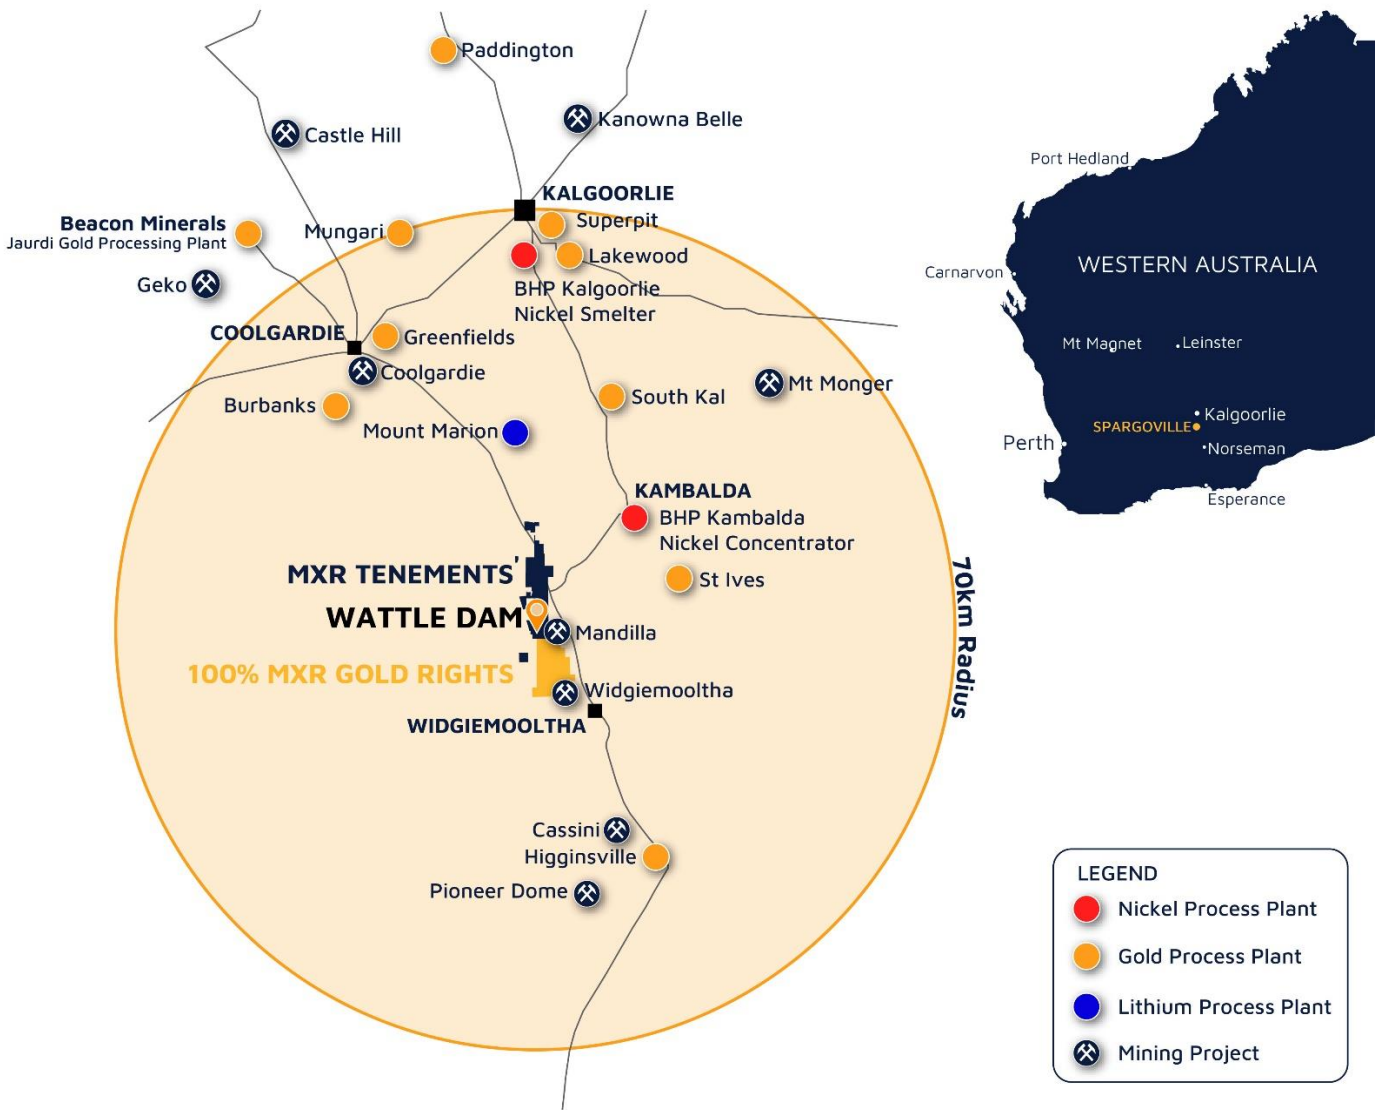 Paddington
Kanowna Belle
Castle Hill
KALGOORLIE
Superpit
Beacon Minerals
Jaurdi Gold Processing Plant
Mungari
Lakewood
Geko
BHP Kalgoorlie
Nickel Smelter
COOLGARDIE
Greenfields
Coolgardie
Mt Monger
Burbanks
South Kal
Mount Marion
KAMBALDA
BHP Kambalda
Nickel Concentrator
MXR TENEMENTS
St Ives
WATTLE DAM
Mandilla
100% MXR GOLD RIGHTS
Widgiemooltha
WIDGIEMOOLTHA
70km Radius
Cassini
Higginsville
Pioneer Dome
Port Hedland
WESTERN AUSTRALIA
Carnarvon
Mt Magnet
Leinster
Kalgoorlie
SPARGOVILLE
Perth
Norseman
Esperance
LEGEND
Nickel Process Plant
Gold Process Plant
Lithium Process Plant
Mining Project